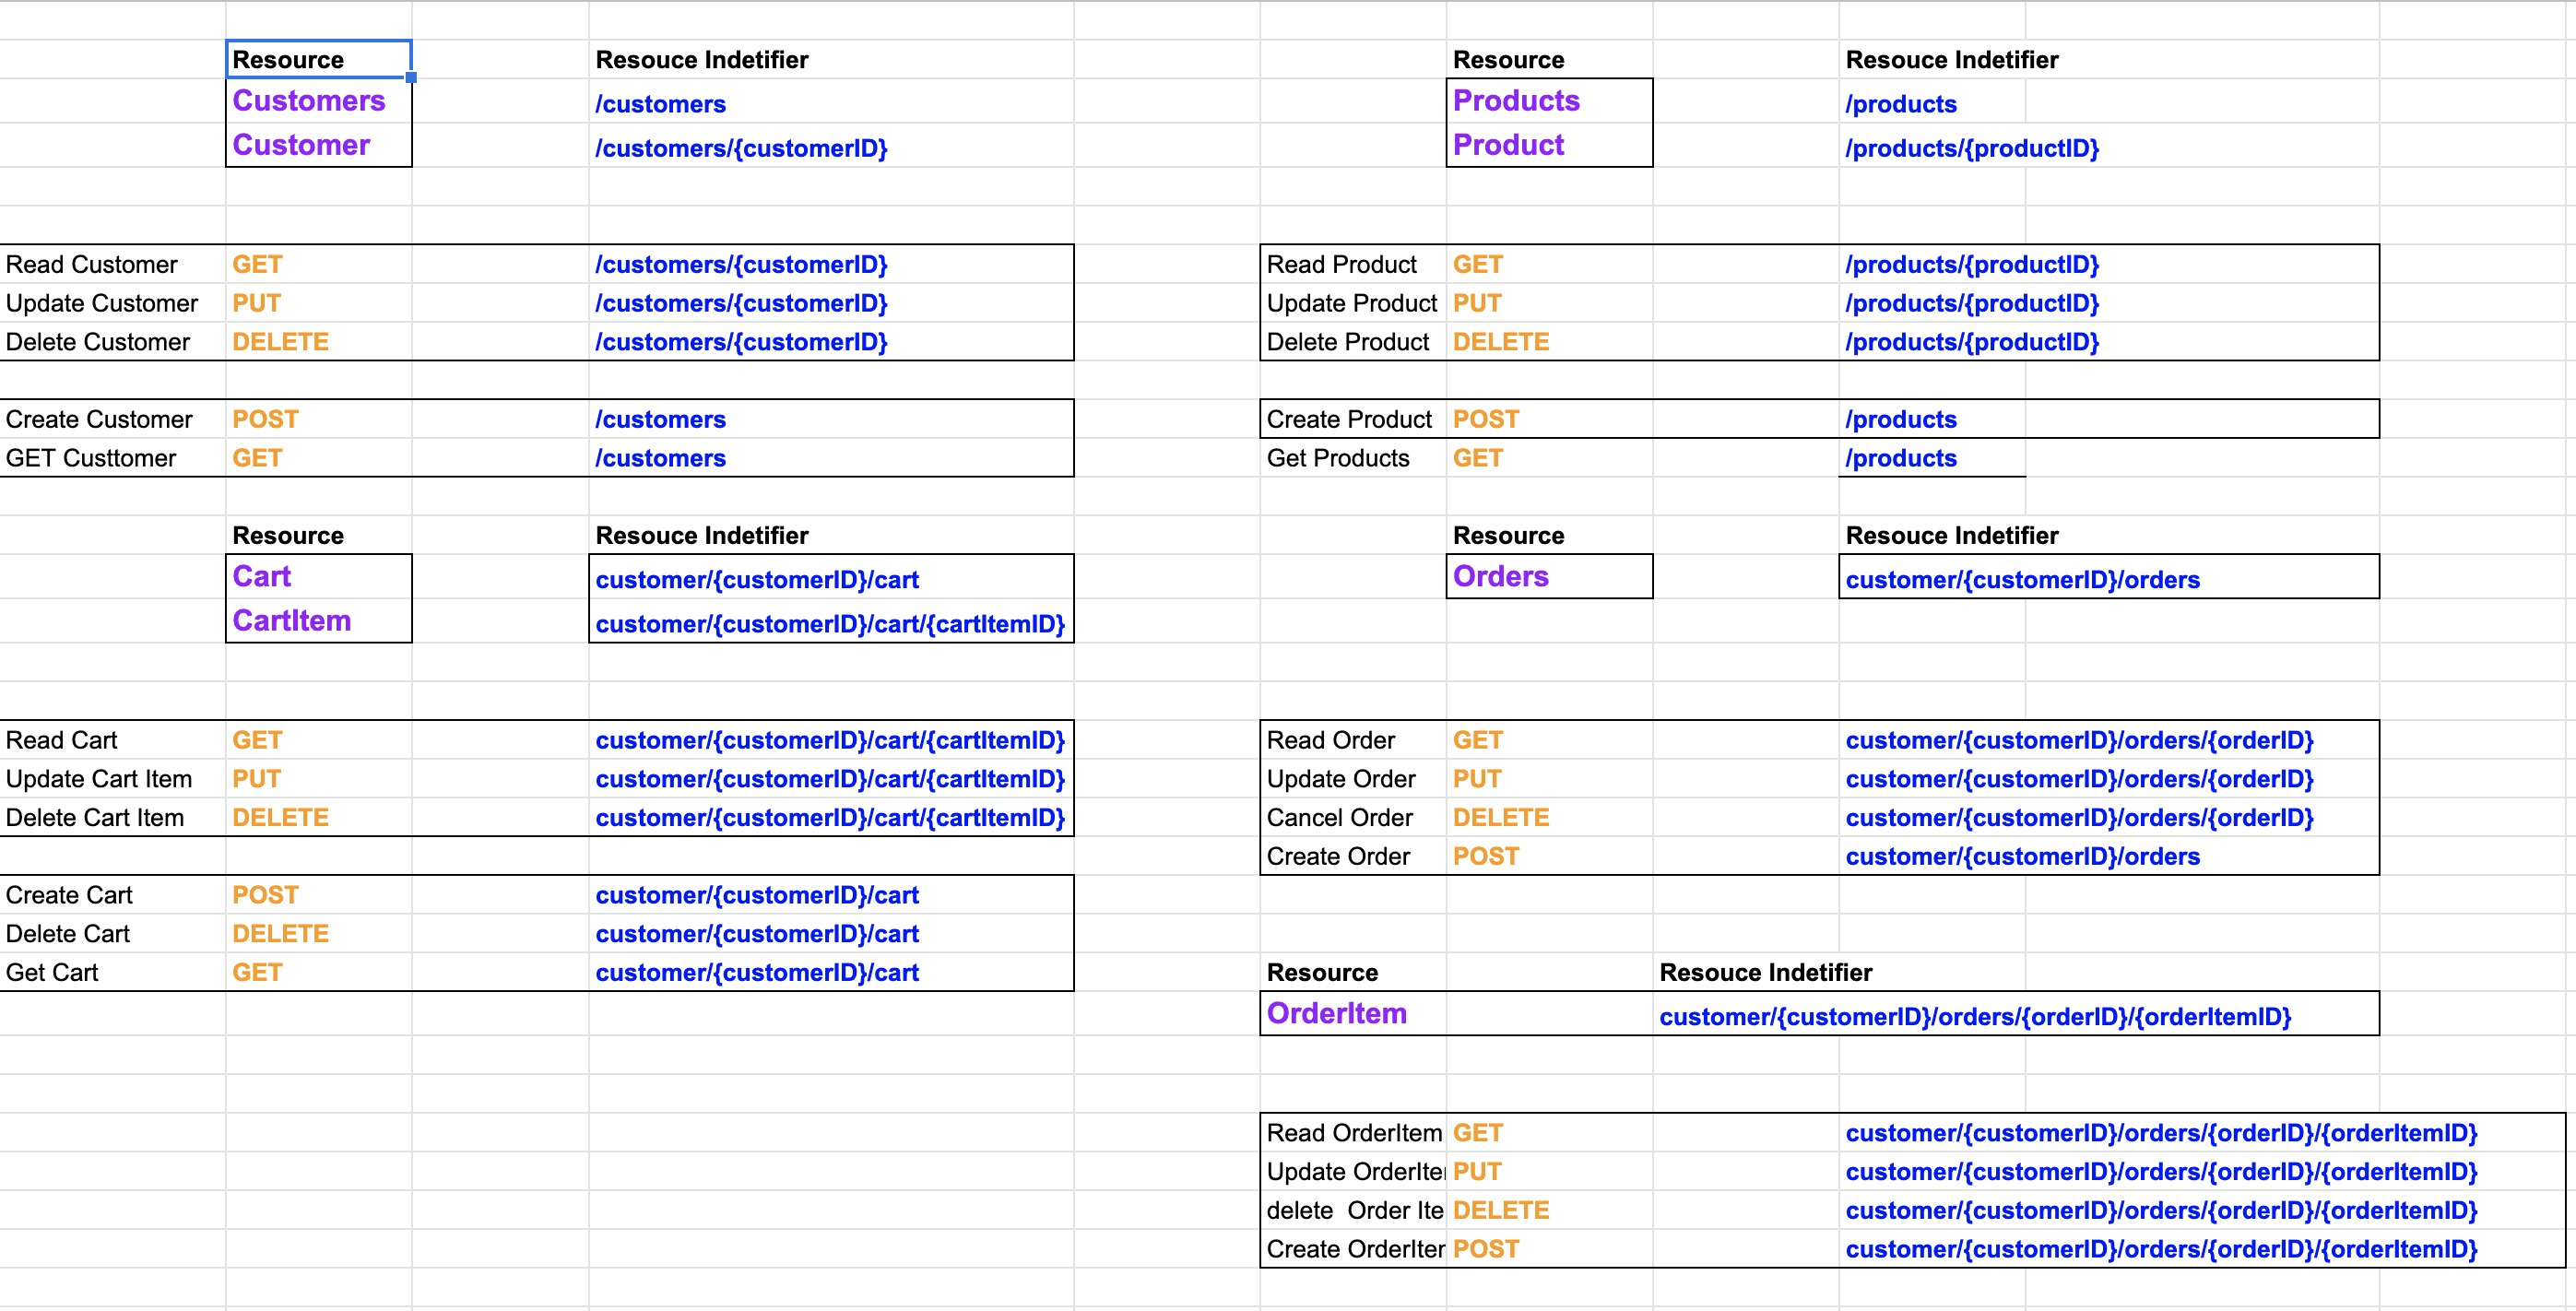 Resource Resouce Indetifier
Customers /customers
Customer /customers/{customerID}
Read Customer GET /customers/{customerID}
Update Customer PUT /customers/{customerID}
Delete Customer DELETE /customers/{customerID}
Create Customer POST /customers
GET Custtomer GET /customers
Resource Resouce Indetifier
Products /products
Product /products/{productID}
Read Product GET /products/{productID}
Update Product PUT /products/{productID}
Delete Product DELETE /products/{productID}
Create Product POST /products
Get Products GET /products
Resource Resouce Indetifier
Cart customer/{customerID}/cart
CartItem customer/{customerID}/cart/{cartItemID}
Read Cart GET customer/{customerID}/cart/{cartItemID}
Update Cart Item PUT customer/{customerID}/cart/{cartItemID}
Delete Cart Item DELETE customer/{customerID}/cart/{cartItemID}
Create Cart POST customer/{customerID}/cart
Delete Cart DELETE customer/{customerID}/cart
Get Cart GET customer/{customerID}/cart
Resource Resouce Indetifier
Orders customer/{customerID}/orders
Read Order GET customer/{customerID}/orders/{orderID}
Update Order PUT customer/{customerID}/orders/{orderID}
Cancel Order DELETE customer/{customerID}/orders/{orderID}
Create Order POST customer/{customerID}/orders
Resource Resouce Indetifier
OrderItem customer/{customerID}/orders/{orderID}/{orderItemID}
Read OrderItem GET customer/{customerID}/orders/{orderID}/{orderItemID}
Update OrderIte PUT customer/{customerID}/orders/{orderID}/{orderItemID}
delete Order Ite DELETE customer/{customerID}/orders/{orderID}/{orderItemID}
Create OrderIte POST customer/{customerID}/orders/{orderID}/{orderItemID}